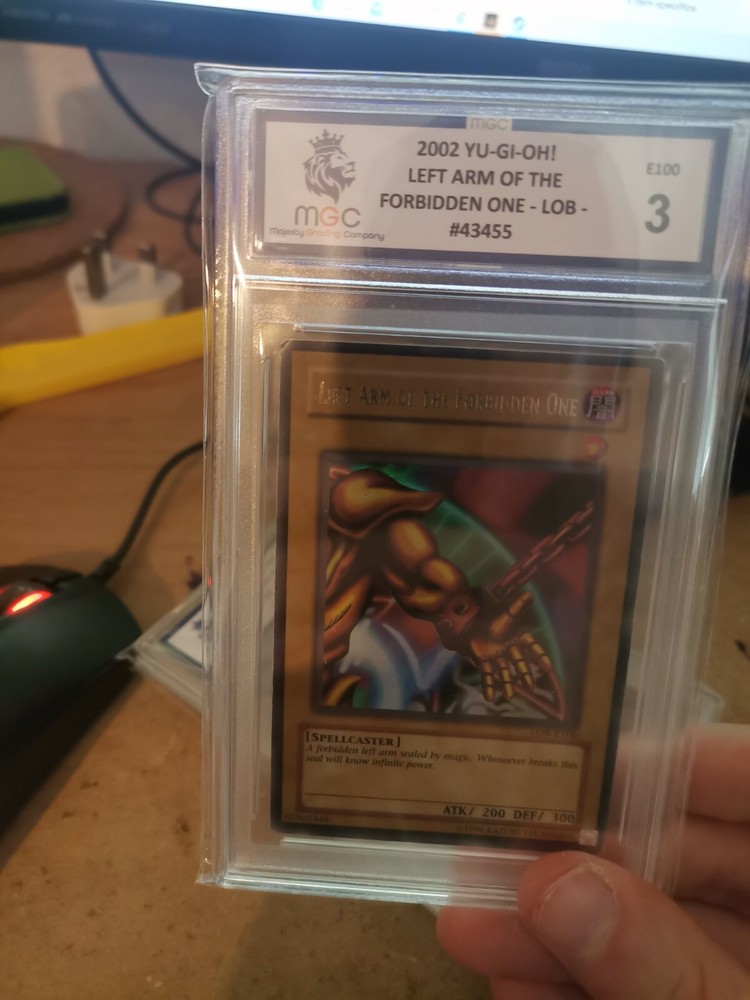 MGC
2002 YU-GI-OH!
LEFT ARM OF THE
FORBIDDEN ONE - LOB -
#43455
E100
3
MGC
Majesty Grading Company
LEFT ARM OF THE FORBIDDEN ONE
闇
[SPELLCASTER]
A forbidden left arm sealed by magic. Whosoever breaks this
seal will know infinite power.
ATK/ 200 DEF/ 300